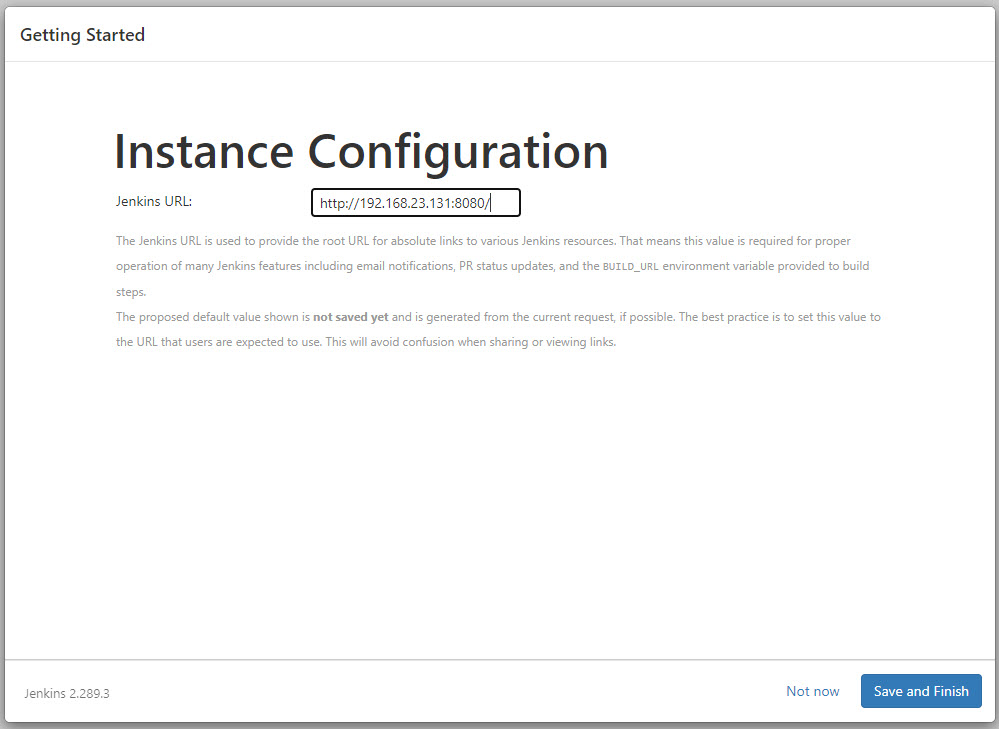 Getting Started
Instance Configuration
Jenkins URL:
http://192.168.23.131:8080/
The Jenkins URL is used to provide the root URL for absolute links to various Jenkins resources. That means this value is required for proper
operation of many Jenkins features including email notifications, PR status updates, and the BUILD_URL environment variable provided to build
steps.
The proposed default value shown is not saved yet and is generated from the current request, if possible. The best practice is to set this value to
the URL that users are expected to use. This will avoid confusion when sharing or viewing links.
Jenkins 2.289.3
Not now
Save and Finish